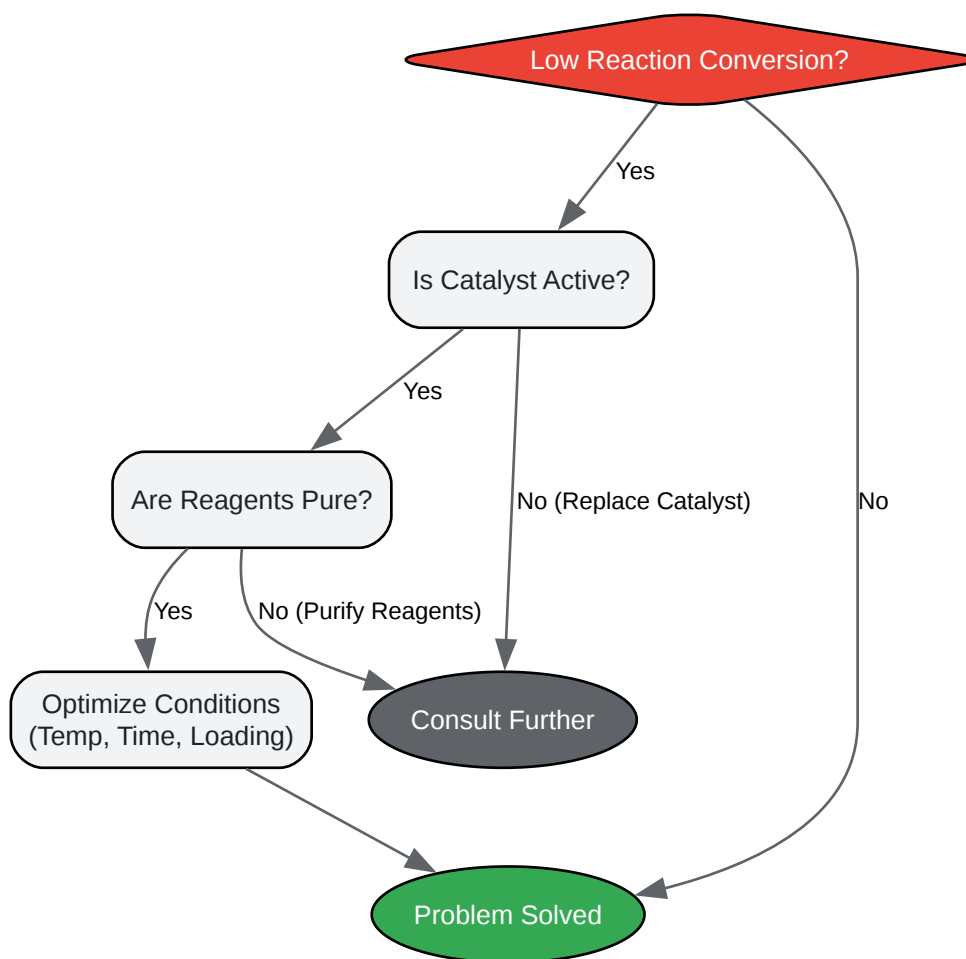 Low Reaction Conversion?
Yes
Is Catalyst Active?
Yes
Are Reagents Pure?
No (Replace Catalyst)
No
Yes
No (Purify Reagents)
Optimize Conditions
(Temp, Time, Loading)
Consult Further
Problem Solved